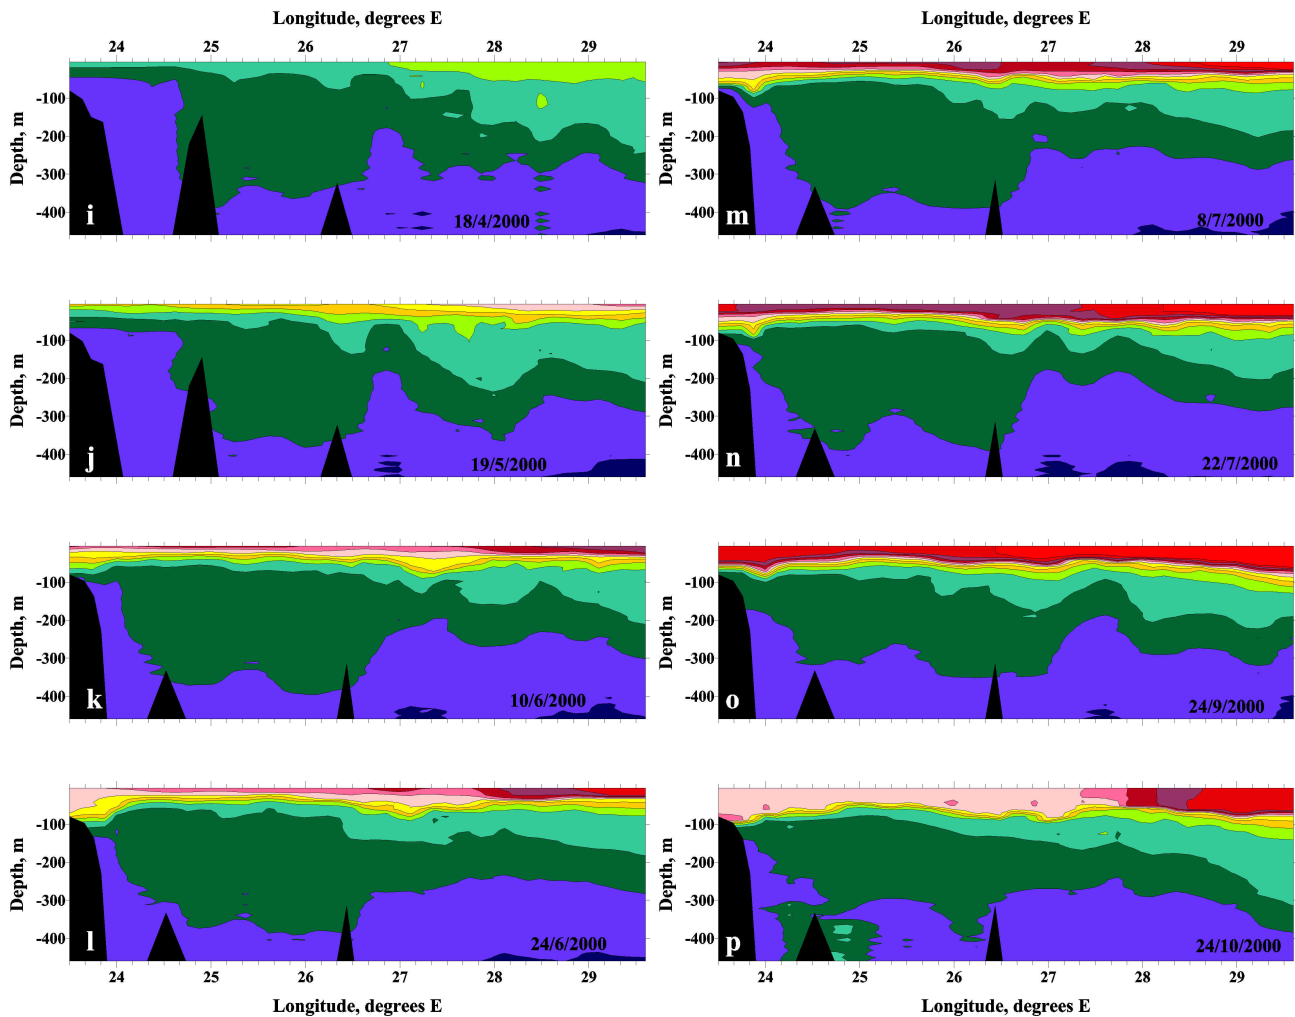 Longitude, degrees E
Longitude, degrees E
24 25 26 27 28 29
24 25 26 27 28 29
Depth, m
-100
-200
-300
-400
i
18/4/2000
Depth, m
-100
-200
-300
-400
m
8/7/2000
Depth, m
-100
-200
-300
-400
j
19/5/2000
Depth, m
-100
-200
-300
-400
n
22/7/2000
Depth, m
-100
-200
-300
-400
k
10/6/2000
Depth, m
-100
-200
-300
-400
o
24/9/2000
Depth, m
-100
-200
-300
-400
l
24/6/2000
Depth, m
-100
-200
-300
-400
p
24/10/2000
24 25 26 27 28 29
24 25 26 27 28 29
Longitude, degrees E
Longitude, degrees E